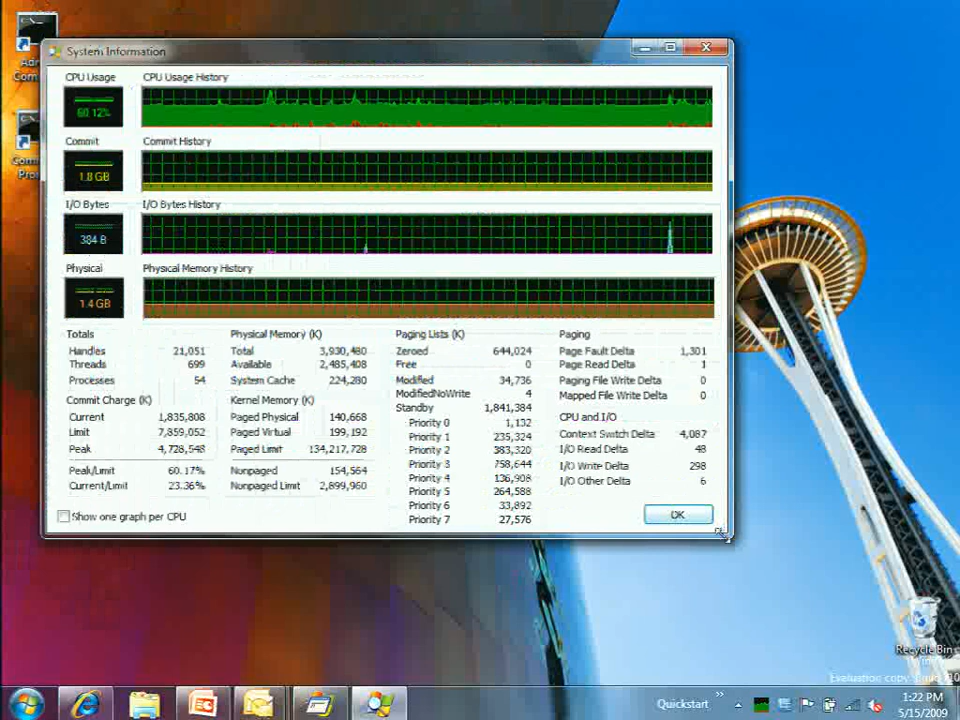 System Information
CPU Usage
CPU Usage History
60.12%
Commit
Commit History
1.8 GB
I/O Bytes
I/O Bytes History
384 B
Physical
Physical Memory History
1.4 GB
Totals
Handles 21,051
Threads 699
Processes 54
Commit Charge (K)
Current 1,835,808
Limit 7,859,052
Peak 4,728,548
Peak/Limit 60.17%
Current/Limit 23.36%
Physical Memory (K)
Total 3,930,480
Available 2,485,408
System Cache 224,280
Kernel Memory (K)
Paged Physical 140,668
Paged Virtual 199,192
Paged Limit 134,217,728
Nonpaged 154,564
Nonpaged Limit 2,899,960
Paging Lists (K)
Zeroed 644,024
Free 0
Modified 34,736
ModifiedNoWrite 4
Standby 1,841,384
Priority 0 1,132
Priority 1 235,324
Priority 2 383,320
Priority 3 758,644
Priority 4 136,908
Priority 5 264,588
Priority 6 33,892
Priority 7 27,576
Paging
Page Fault Delta 1,301
Page Read Delta 1
Paging File Write Delta 0
Mapped File Write Delta 0
CPU and I/O
Context Switch Delta 4,087
I/O Read Delta 48
I/O Write Delta 298
I/O Other Delta 6
Show one graph per CPU
OK
Recycle Bin
Evaluation copy.
Quickstart
1:22 PM
5/15/2009